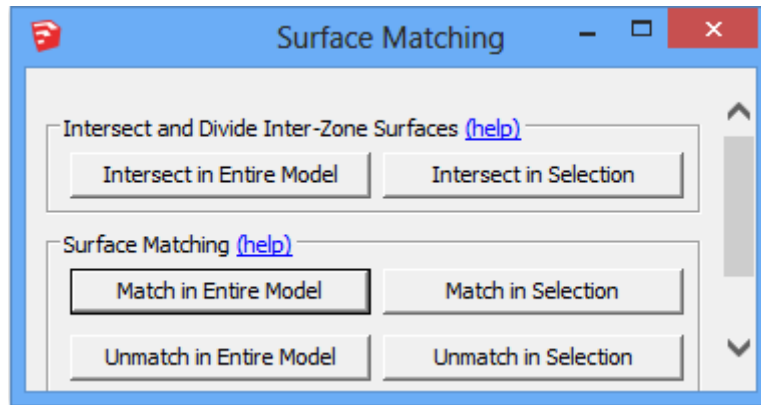 Surface Matching
Intersect and Divide Inter-Zone Surfaces (help)
Intersect in Entire Model Intersect in Selection
Surface Matching (help)
Match in Entire Model Match in Selection
Unmatch in Entire Model Unmatch in Selection